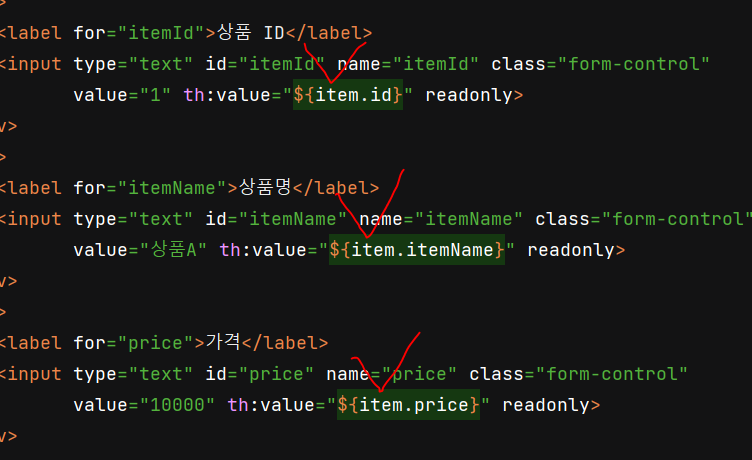 >
<label for="itemId">상품 ID</label>
<input type="text" id="itemId" name="itemId" class="form-control"
value="1" th:value="${item.id}" readonly>
v>
>
<label for="itemName">상품명</label>
<input type="text" id="itemName" name="itemName" class="form-control"
value="상품A" th:value="${item.itemName}" readonly>
v>
>
<label for="price">가격</label>
<input type="text" id="price" name="price" class="form-control"
value="10000" th:value="${item.price}" readonly>
v>